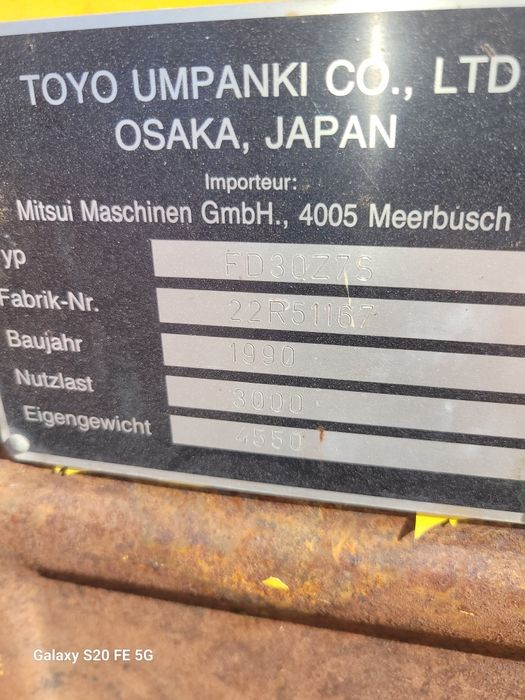 TOYO UMPANKI CO., LTD
OSAKA, JAPAN
Importeur:
Mitsui Maschinen GmbH., 4005 Meerbusch
yp FD30Z7S
Fabrik-Nr. 22R51167
Baujahr 1990
Nutzlast 3000
Eigengewicht 4550
Galaxy S20 FE 5G